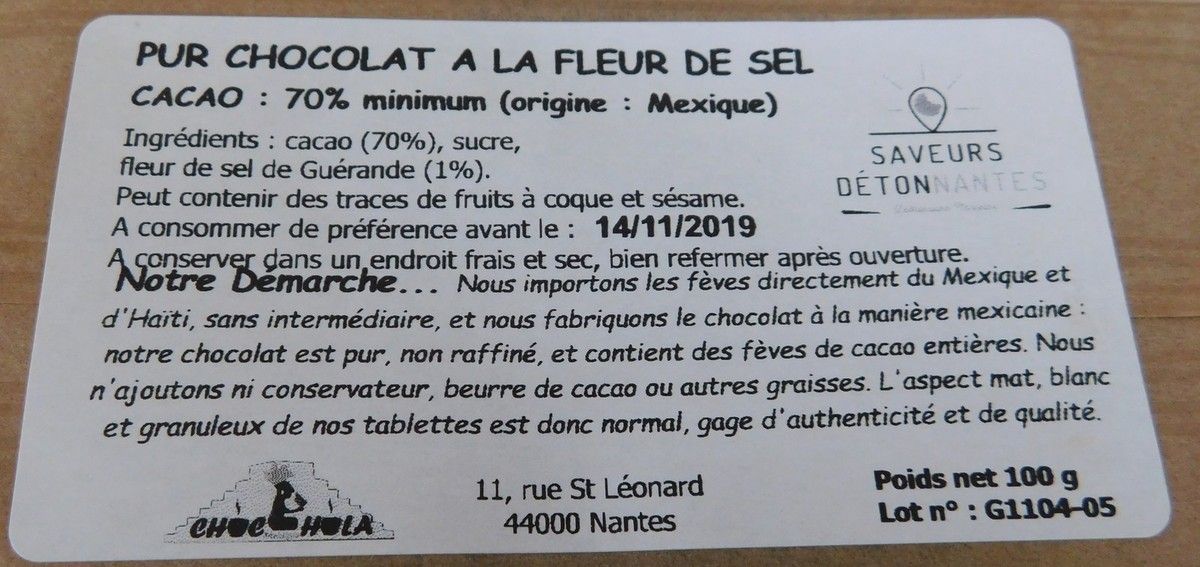 PUR CHOCOLAT A LA FLEUR DE SEL
CACAO : 70% minimum (origine : Mexique)
Ingrédients : cacao (70%), sucre,
fleur de sel de Guérande (1%).
Peut contenir des traces de fruits à coque et sésame.
A consommer de préférence avant le : 14/11/2019
A conserver dans un endroit frais et sec, bien refermer après ouverture.
SAVEURS
DÉTONNANTES
Notre Démarche... Nous importons les fèves directement du Mexique et
d'Haïti, sans intermédiaire, et nous fabriquons le chocolat à la manière mexicaine :
notre chocolat est pur, non raffiné, et contient des fèves de cacao entières. Nous
n'ajoutons ni conservateur, beurre de cacao ou autres graisses. L'aspect mat, blanc
et granuleux de nos tablettes est donc normal, gage d'authenticité et de qualité.
CHOCHOLA
11, rue St Léonard
44000 Nantes
Poids net 100 g
Lot n° : G1104-05